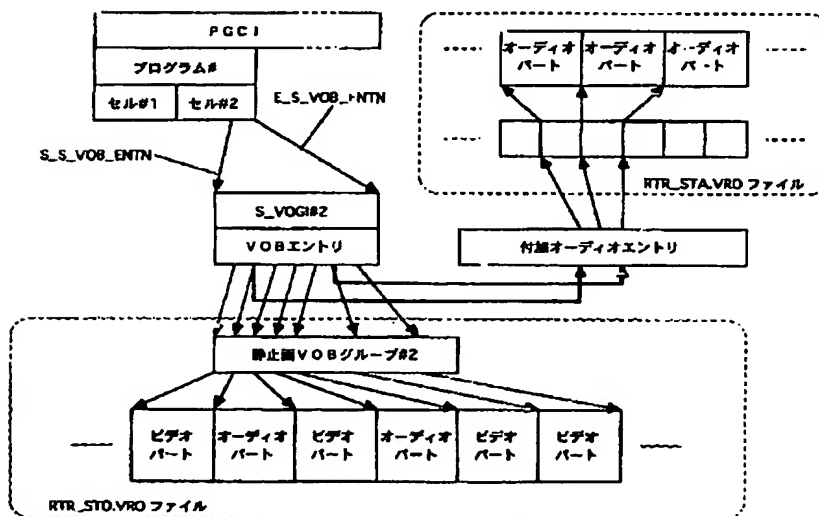 PGCI
プログラム#
セル#1 セル#2
E_S_VOB_ENTN
S_S_VOB_ENTN
S_VOGI#2
VOBエントリ
オーディオ
パート
オーディオ
パート
オーディオ
パート
RTR_STA.VRO ファイル
付加オーディオエントリ
静止画VOBグループ#2
ビデオ
パート
オーディオ
パート
ビデオ
パート
オーディオ
パート
ビデオ
パート
ビデオ
パート
RTR_STO.VRO ファイル